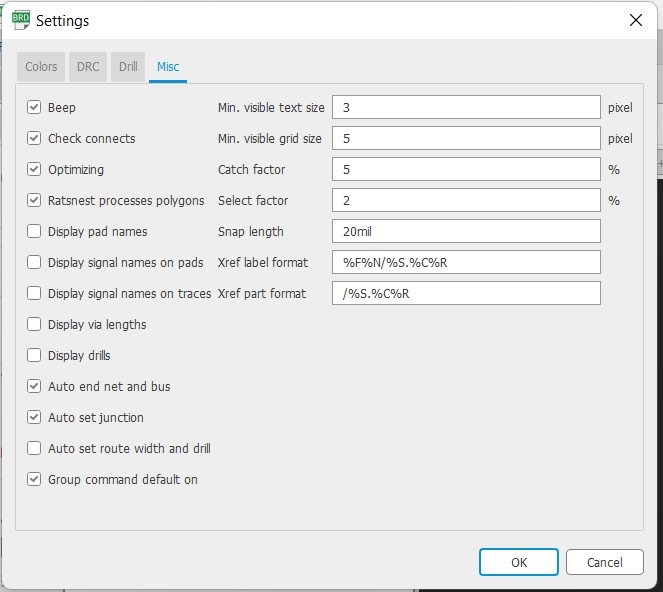 BRD
Settings
Colors DRC Drill Misc
Beep Min. visible text size 3 pixel
Check connects Min. visible grid size 5 pixel
Optimizing Catch factor 5 %
Ratsnest processes polygons Select factor 2 %
Display pad names Snap length 20mil
Display signal names on pads Xref label format %F%N/%S.%C%R
Display signal names on traces Xref part format /%S.%C%R
Display via lengths
Display drills
Auto end net and bus
Auto set junction
Auto set route width and drill
Group command default on
OK Cancel